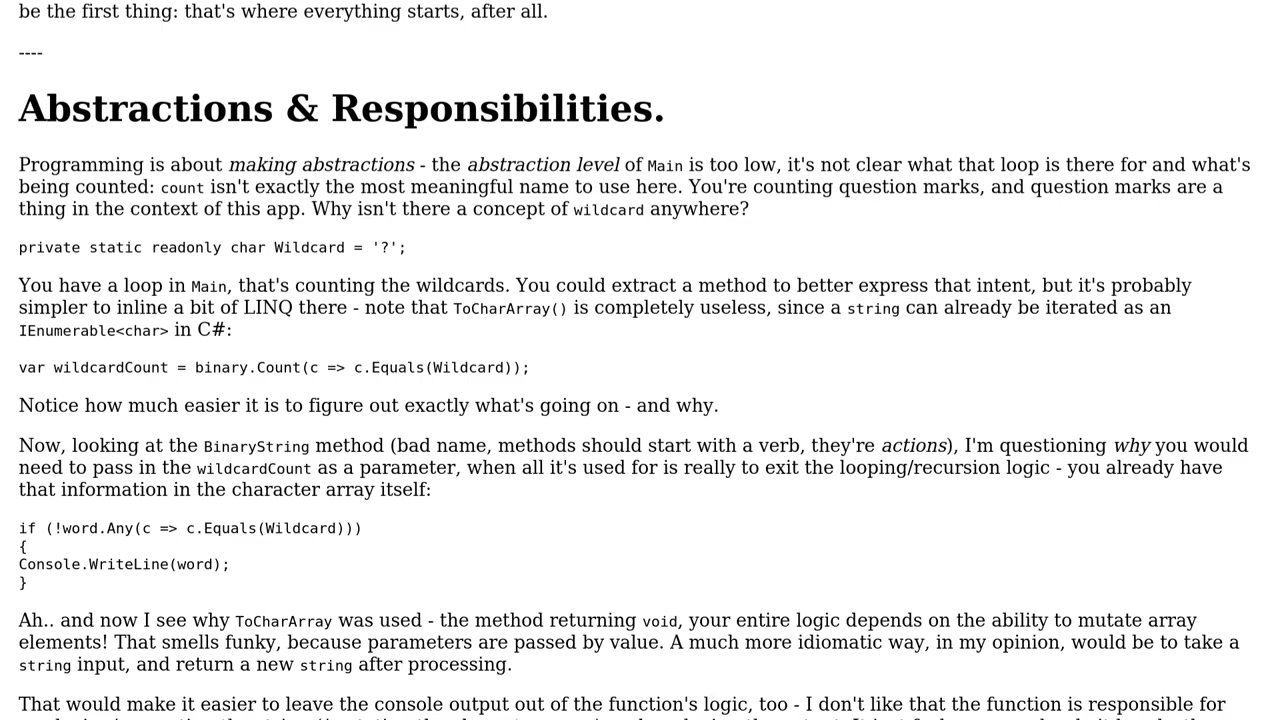 be the first thing: that's where everything starts, after all.
----
Abstractions & Responsibilities.
Programming is about making abstractions - the abstraction level of Main is too low, it's not clear what that loop is there for and what's
being counted: count isn't exactly the most meaningful name to use here. You're counting question marks, and question marks are a
thing in the context of this app. Why isn't there a concept of wildcard anywhere?
private static readonly char Wildcard = '?';
You have a loop in Main, that's counting the wildcards. You could extract a method to better express that intent, but it's probably
simpler to inline a bit of LINQ there - note that ToCharArray() is completely useless, since a string can already be iterated as an
IEnumerable<char> in C#:
var wildcardCount = binary.Count(c => c.Equals(Wildcard));
Notice how much easier it is to figure out exactly what's going on - and why.
Now, looking at the BinaryString method (bad name, methods should start with a verb, they're actions), I'm questioning why you would
need to pass in the wildcardCount as a parameter, when all it's used for is really to exit the looping/recursion logic - you already have
that information in the character array itself:
if (!word.Any(c => c.Equals(Wildcard)))
{
Console.WriteLine(word);
}
Ah.. and now I see why ToCharArray was used - the method returning void, your entire logic depends on the ability to mutate array
elements! That smells funky, because parameters are passed by value. A much more idiomatic way, in my opinion, would be to take a
string input, and return a new string after processing.
That would make it easier to leave the console output out of the function's logic, too - I don't like that the function is responsible for